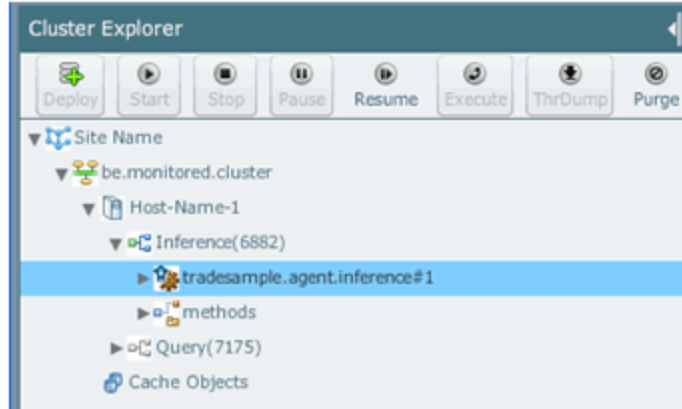 Cluster Explorer
Deploy Start Stop Pause Resume Execute ThrDump Purge
Site Name
be.monitored.cluster
Host-Name-1
Inference(6882)
tradesample.agent.inference#1
methods
Query(7175)
Cache Objects